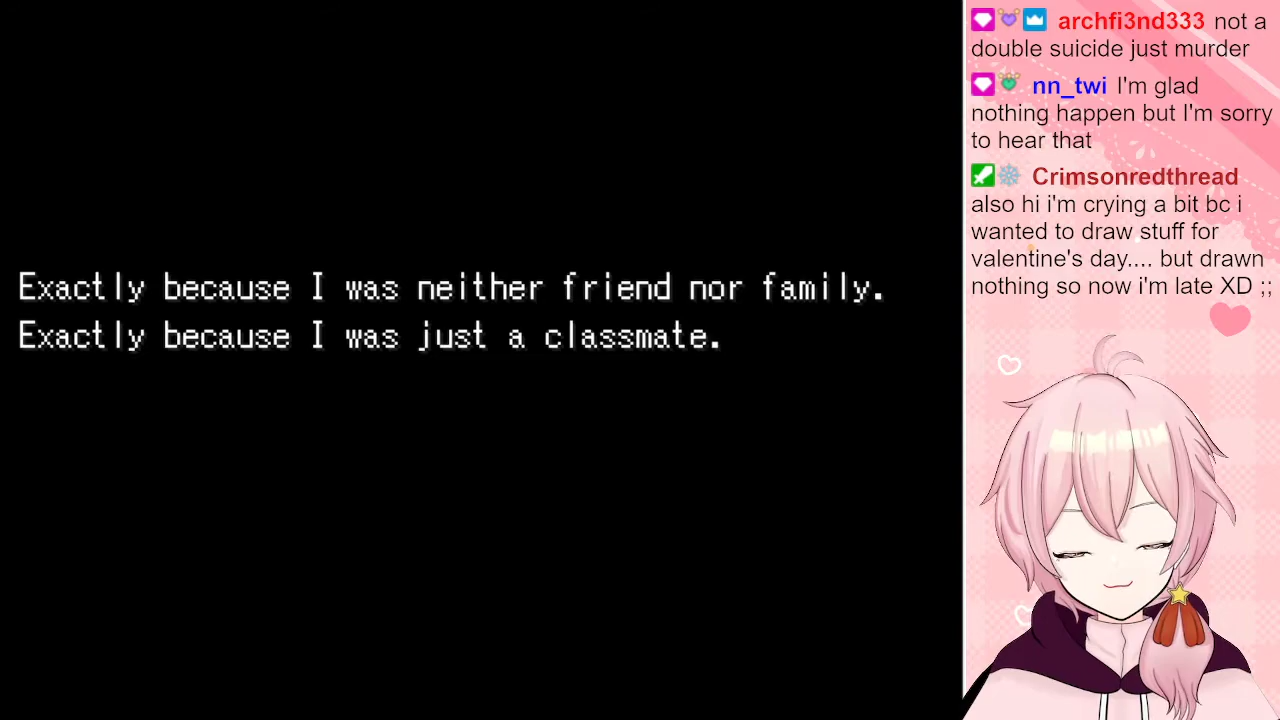 Exactly because I was neither friend nor family.
Exactly because I was just a classmate.
archfi3nd333 not a
double suicide just murder
nn_twi I'm glad
nothing happen but I'm sorry
to hear that
Crimsonredthread
also hi i'm crying a bit bc i
wanted to draw stuff for
valentine's day.... but drawn
nothing so now i'm late XD ;;